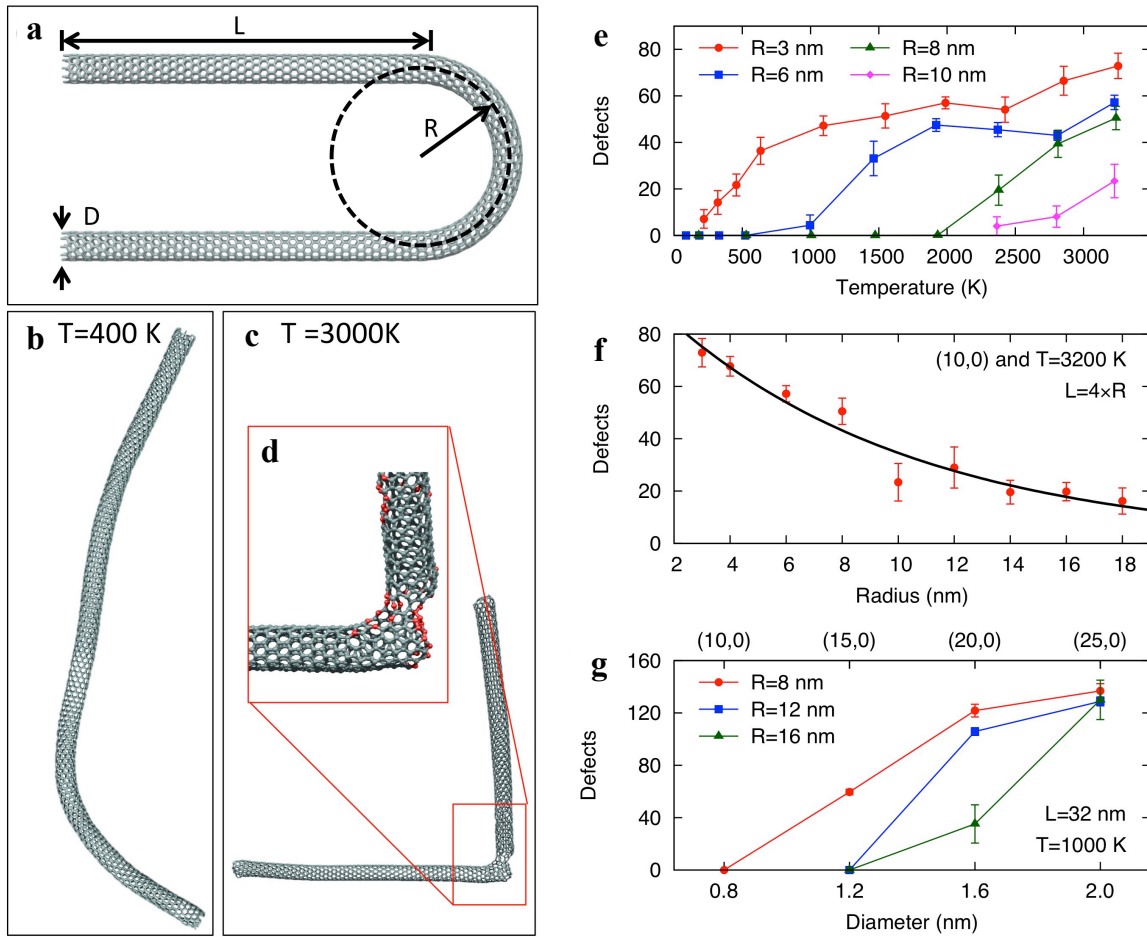 a
L
R
D
b T=400 K
c T =3000K
d
e
R=3 nm
R=6 nm
R=8 nm
R=10 nm
80
60
40
20
0
Defects
0 500 1000 1500 2000 2500 3000
Temperature (K)
f
(10,0) and T=3200 K
L=4×R
80
60
40
20
0
Defects
2 4 6 8 10 12 14 16 18
Radius (nm)
(10,0) (15,0) (20,0) (25,0)
g
R=8 nm
R=12 nm
R=16 nm
160
120
80
40
0
Defects
L=32 nm
T=1000 K
0.8 1.2 1.6 2.0
Diameter (nm)